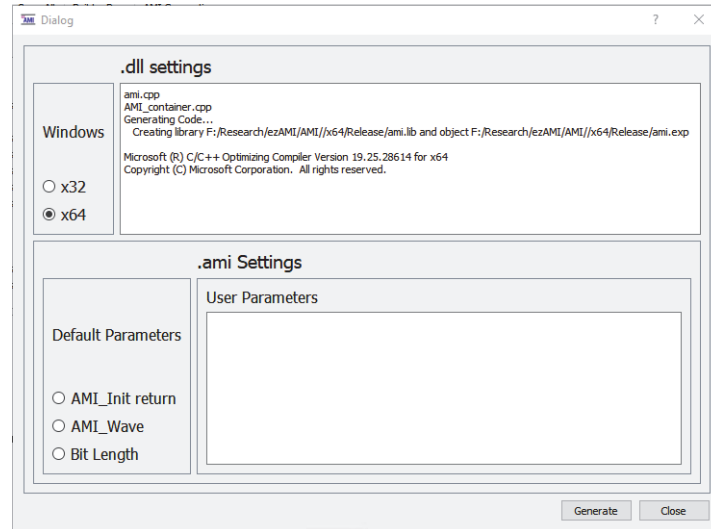 AMI Dialog
.dll settings
Windows
x32
x64
ami.cpp
AMI_container.cpp
Generating Code...
Creating library F:/Research/ezAMI/AMI//x64/Release/ami.lib and object F:/Research/ezAMI/AMI//x64/Release/ami.exp
Microsoft (R) C/C++ Optimizing Compiler Version 19.25.28614 for x64
Copyright (C) Microsoft Corporation. All rights reserved.
.ami Settings
Default Parameters
AMI_Init return
AMI_Wave
Bit Length
User Parameters
Generate
Close